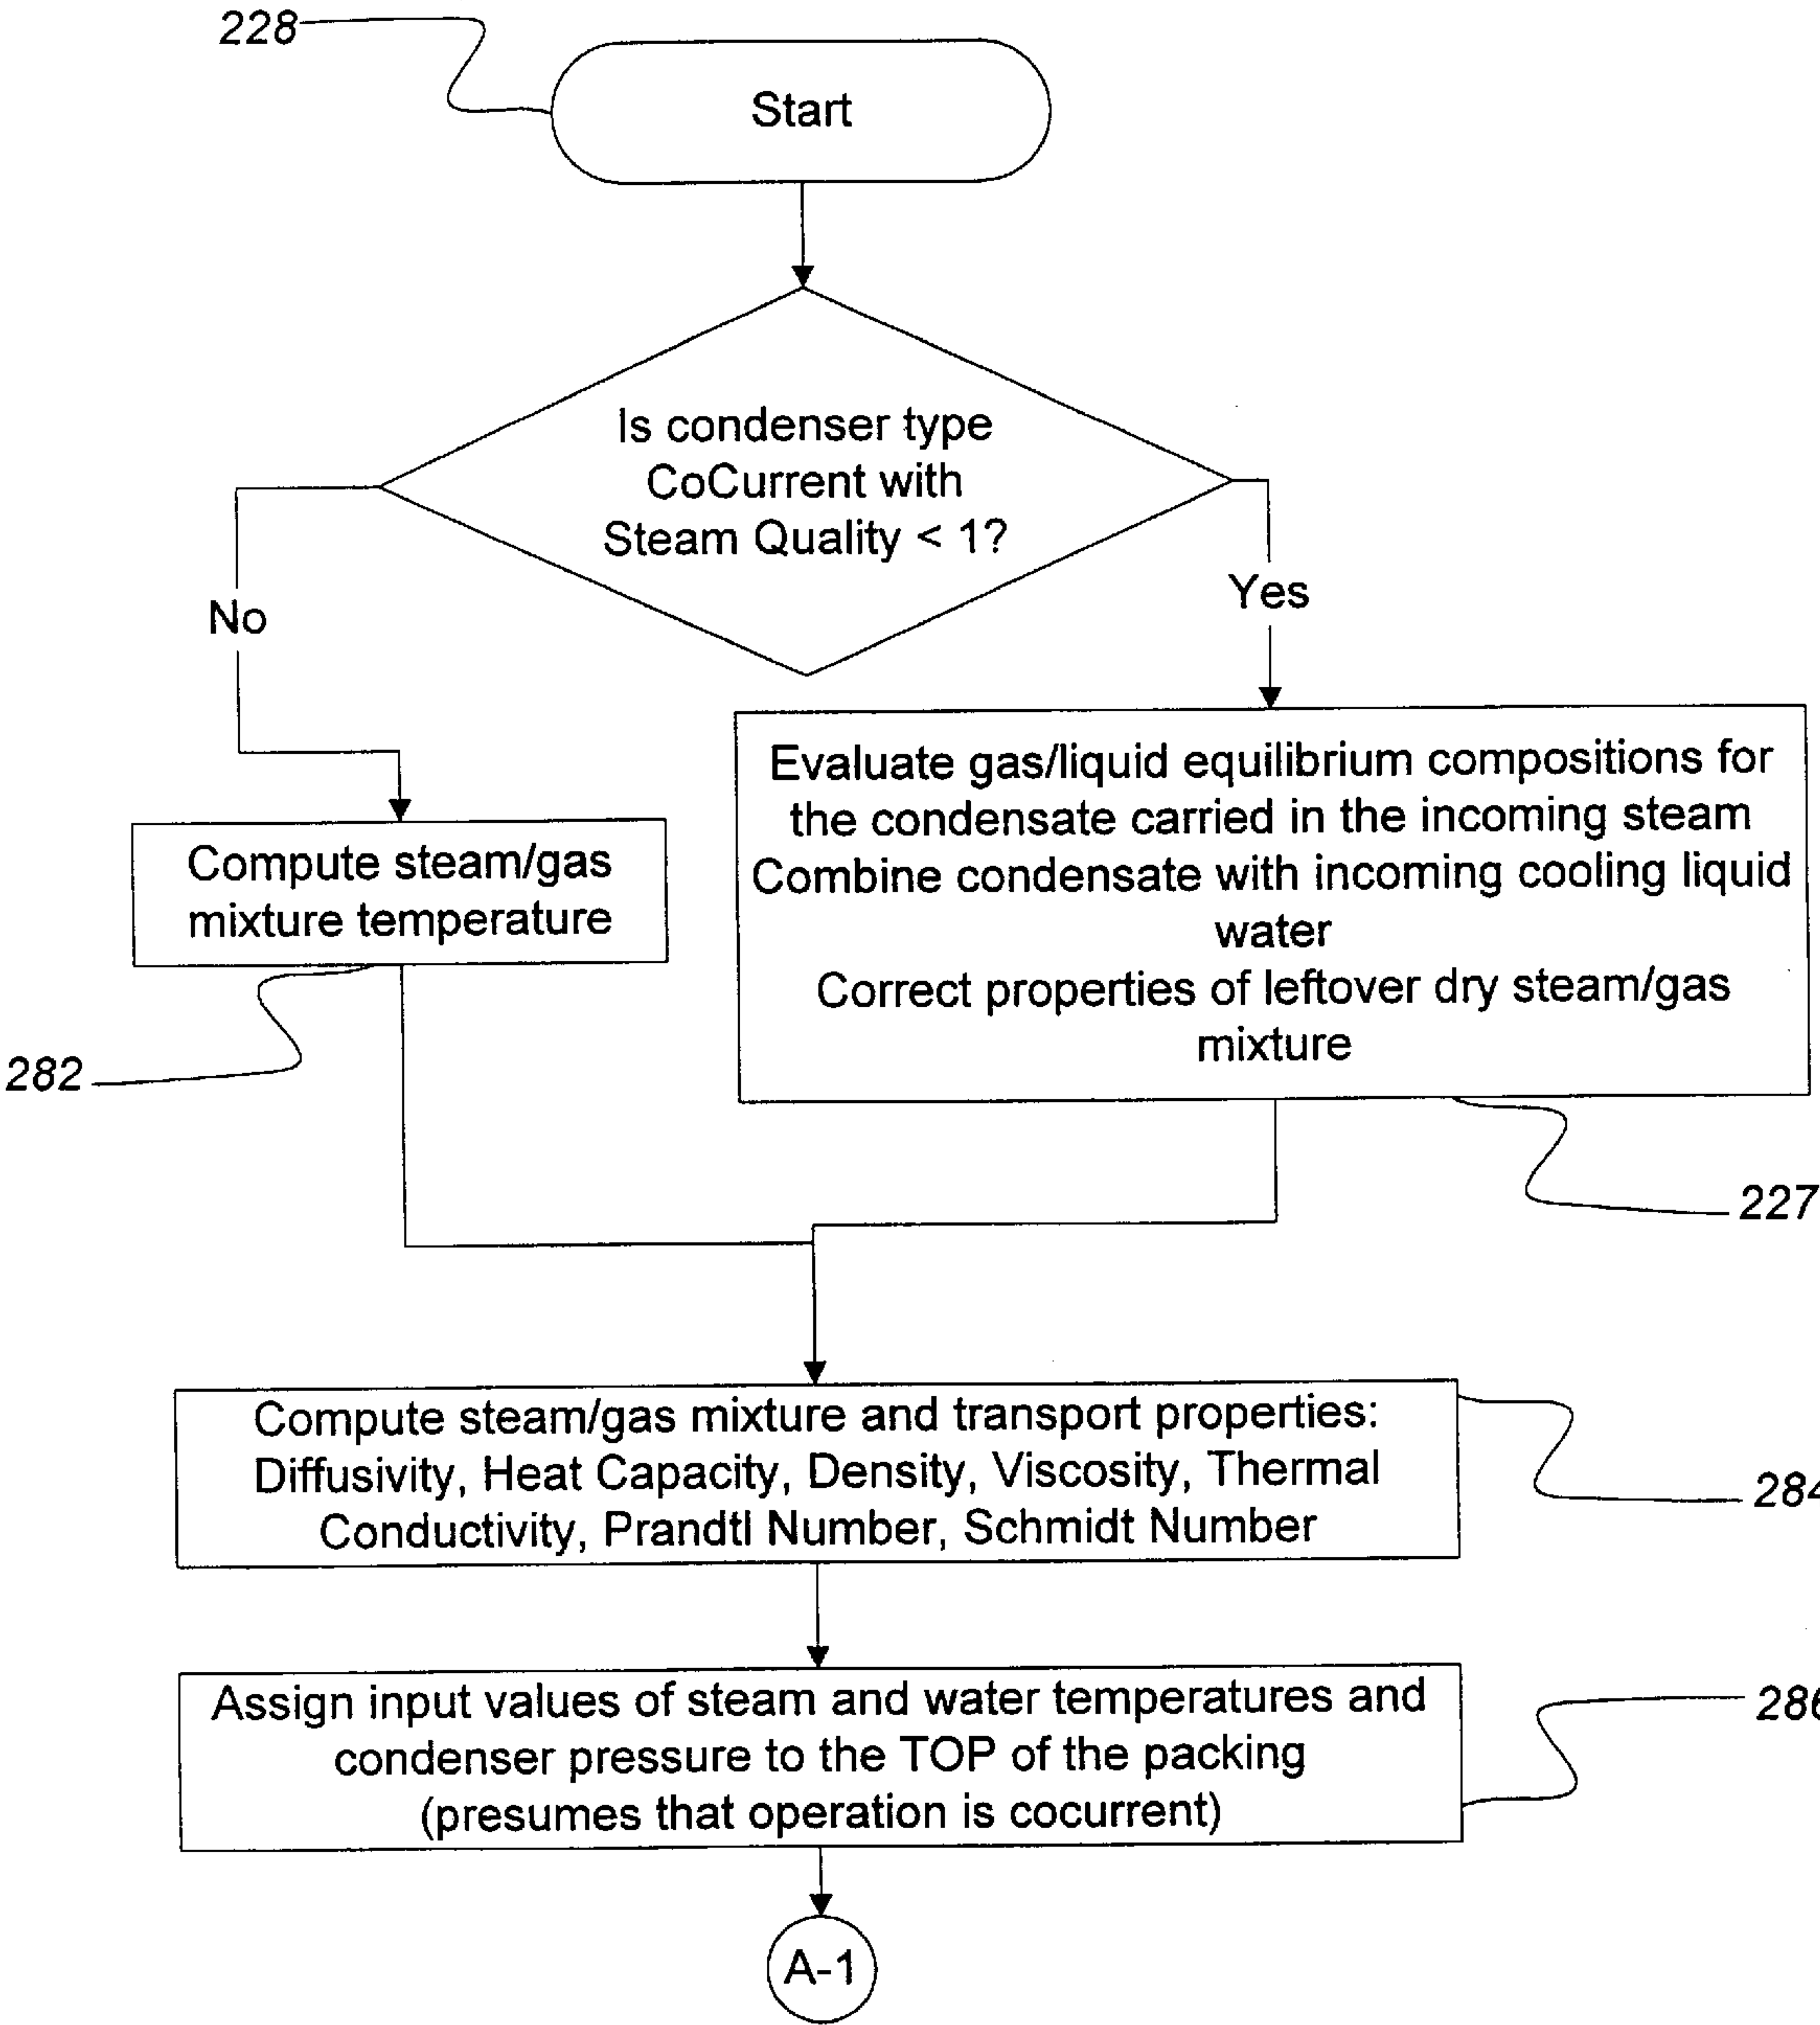 228
Start
Is condenser type
CoCurrent with
Steam Quality < 1?
No
Yes
Evaluate gas/liquid equilibrium compositions for
the condensate carried in the incoming steam
Combine condensate with incoming cooling liquid
water
Correct properties of leftover dry steam/gas
mixture
Compute steam/gas
mixture temperature
282
227
Compute steam/gas mixture and transport properties:
Diffusivity, Heat Capacity, Density, Viscosity, Thermal
Conductivity, Prandtl Number, Schmidt Number
284
Assign input values of steam and water temperatures and
condenser pressure to the TOP of the packing
(presumes that operation is cocurrent)
286
A-1